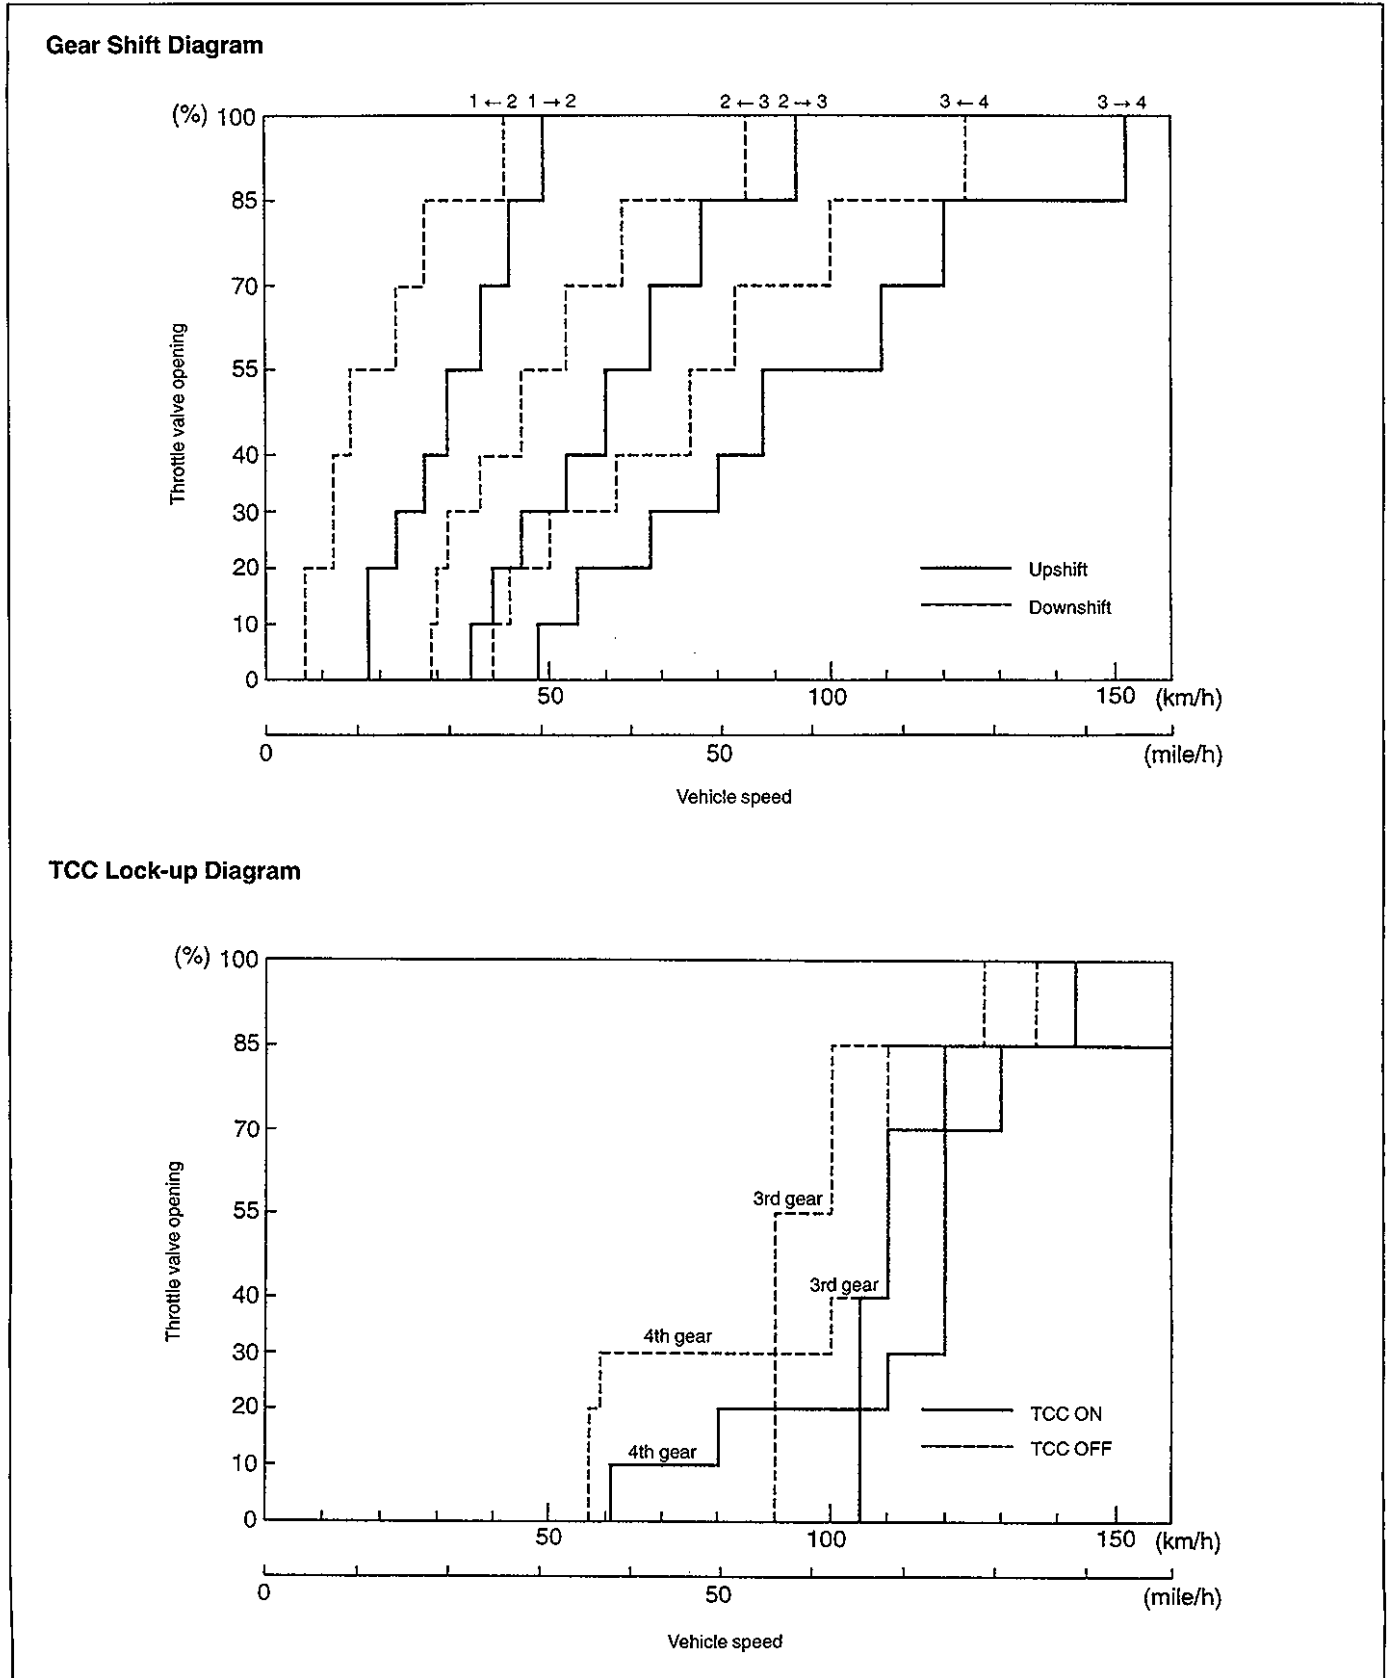 Gear Shift Diagram
1 ← 2 1 → 2 2 ← 3 2 → 3 3 ← 4 3 → 4
(%) 100
85
70
55
40
30
20
10
0
Throttle valve opening
Upshift
Downshift
50 100 150 (km/h)
0 50 (mile/h)
Vehicle speed
TCC Lock-up Diagram
(%) 100
85
70
55
40
30
20
10
0
Throttle valve opening
3rd gear
3rd gear
4th gear
4th gear
TCC ON
TCC OFF
50 100 150 (km/h)
0 50 (mile/h)
Vehicle speed